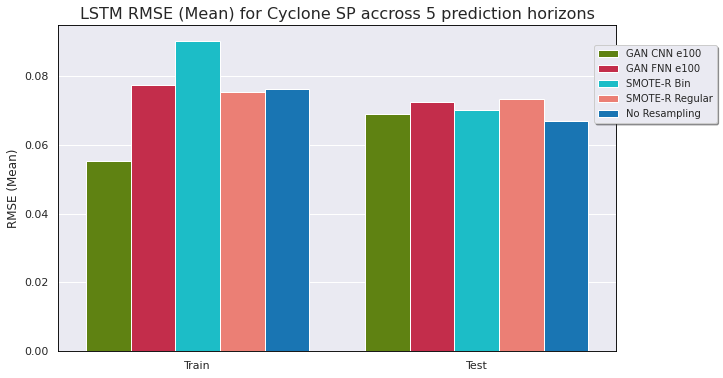 LSTM RMSE (Mean) for Cyclone SP accross 5 prediction horizons
GAN CNN e100
GAN FNN e100
SMOTE-R Bin
SMOTE-R Regular
No Resampling
RMSE (Mean)
0.08
0.06
0.04
0.02
0.00
Train
Test